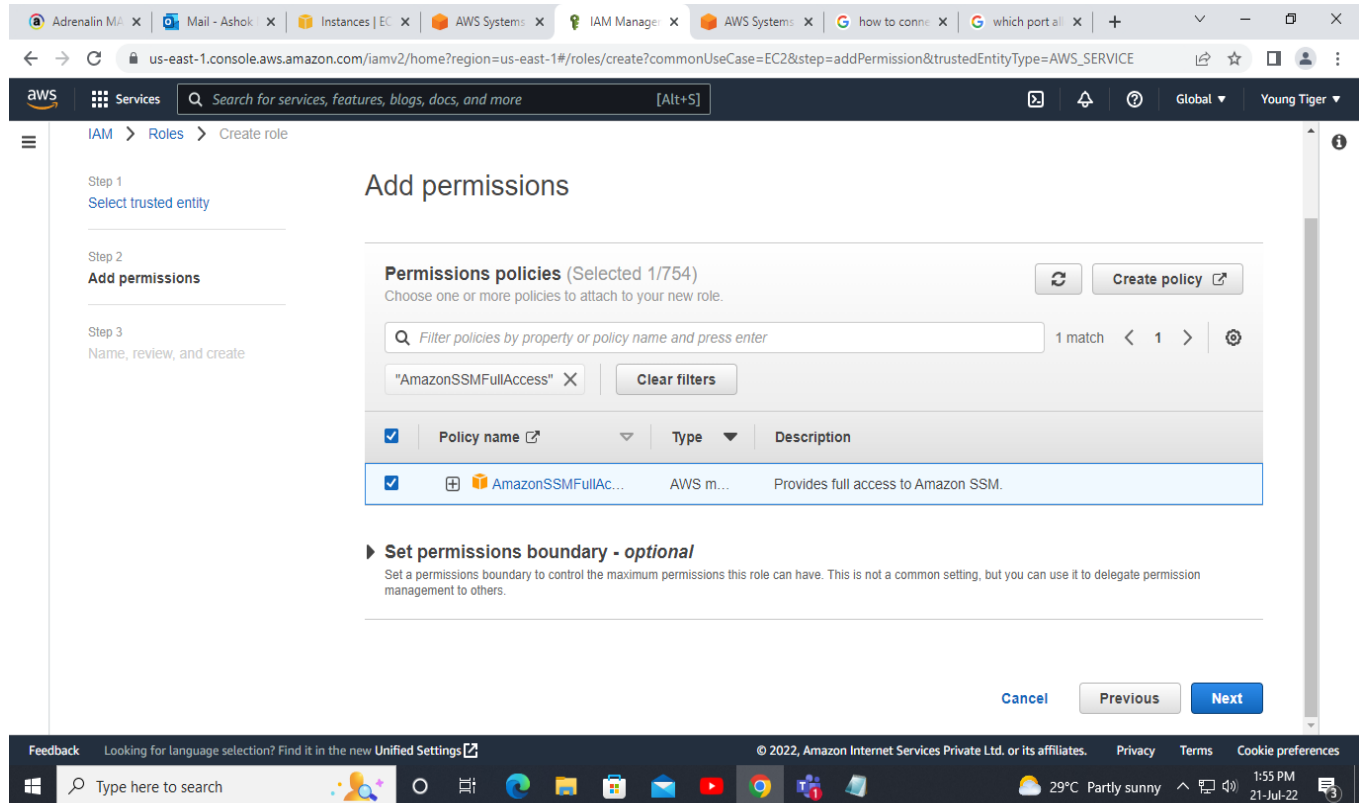 Adrenalin MA
Mail - Ashok
Instances | EC
AWS Systems
IAM Manager
AWS Systems
how to conne
which port all
us-east-1.console.aws.amazon.com/iamv2/home?region=us-east-1#/roles/create?commonUseCase=EC2&step=addPermission&trustedEntityType=AWS_SERVICE
aws
Services
Search for services, features, blogs, docs, and more
[Alt+S]
Global
Young Tiger
IAM > Roles > Create role
Step 1
Select trusted entity
Step 2
Add permissions
Step 3
Name, review, and create
Add permissions
Permissions policies (Selected 1/754)
Choose one or more policies to attach to your new role.
Create policy
Filter policies by property or policy name and press enter
1 match
1
"AmazonSSMFullAccess"
Clear filters
Policy name
Type
Description
AmazonSSMFullAc...
AWS m...
Provides full access to Amazon SSM.
Set permissions boundary - optional
Set a permissions boundary to control the maximum permissions this role can have. This is not a common setting, but you can use it to delegate permission
management to others.
Cancel
Previous
Next
Feedback
Looking for language selection? Find it in the new Unified Settings
© 2022, Amazon Internet Services Private Ltd. or its affiliates.
Privacy
Terms
Cookie preferences
Type here to search
29°C Partly sunny
1:55 PM
21-Jul-22
3